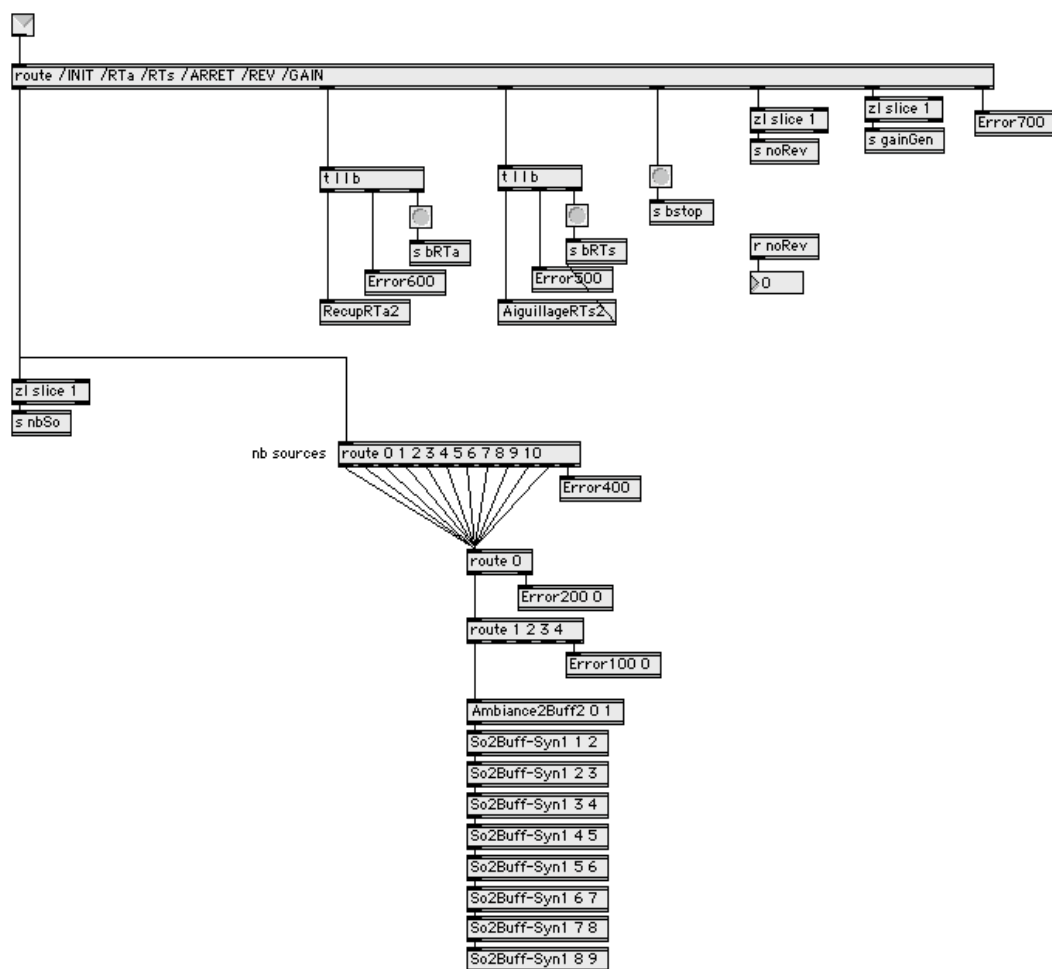 route /INIT /RTa /RTs /ARRET /REV /GAIN
zl slice 1
s noRev
zl slice 1
s gainGen
Error700
t l l b
s bRTa
Error600
RecupRTa2
t l l b
s bRTs
Error500
AiguillageRTs2
s bstop
r noRev
0
zl slice 1
s nbSo
nb sources
route 0 1 2 3 4 5 6 7 8 9 10
Error400
route 0
Error200 0
route 1 2 3 4
Error100 0
Ambiance2Buff2 0 1
So2Buff-Syn1 1 2
So2Buff-Syn1 2 3
So2Buff-Syn1 3 4
So2Buff-Syn1 4 5
So2Buff-Syn1 5 6
So2Buff-Syn1 6 7
So2Buff-Syn1 7 8
So2Buff-Syn1 8 9